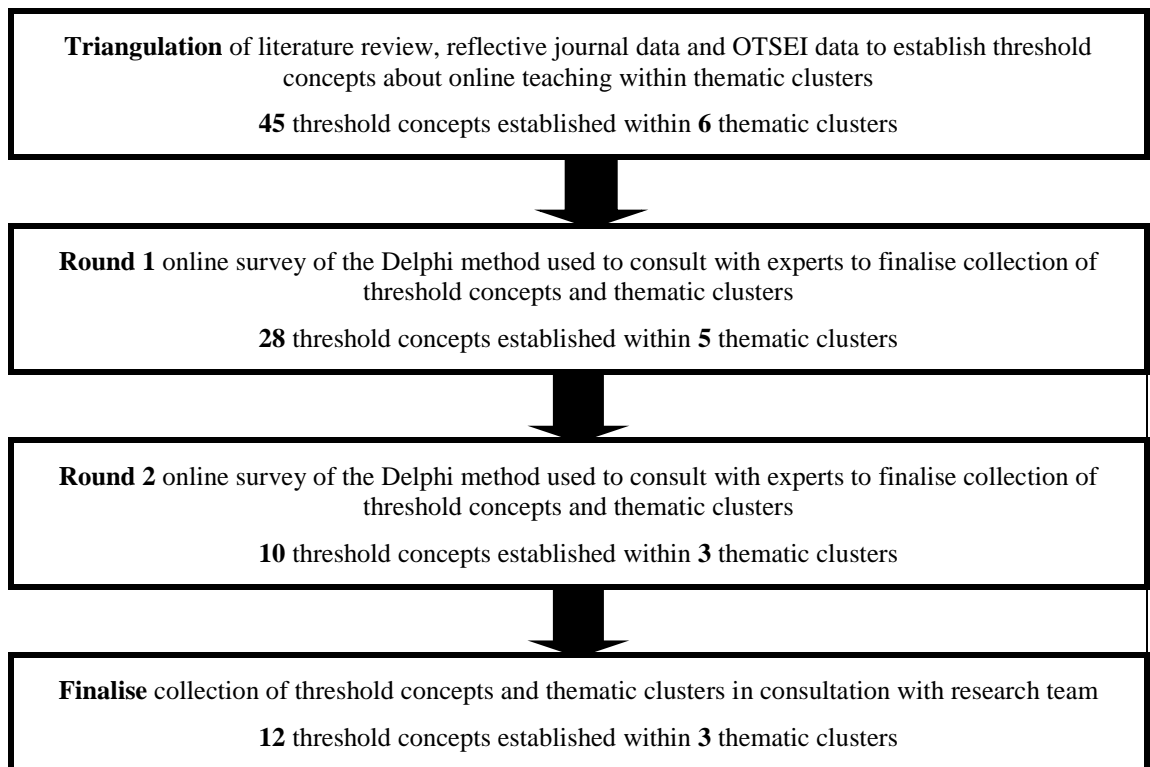 Triangulation of literature review, reflective journal data and OTSEI data to establish threshold
concepts about online teaching within thematic clusters
45 threshold concepts established within 6 thematic clusters
Round 1 online survey of the Delphi method used to consult with experts to finalise collection of
threshold concepts and thematic clusters
28 threshold concepts established within 5 thematic clusters
Round 2 online survey of the Delphi method used to consult with experts to finalise collection of
threshold concepts and thematic clusters
10 threshold concepts established within 3 thematic clusters
Finalise collection of threshold concepts and thematic clusters in consultation with research team
12 threshold concepts established within 3 thematic clusters